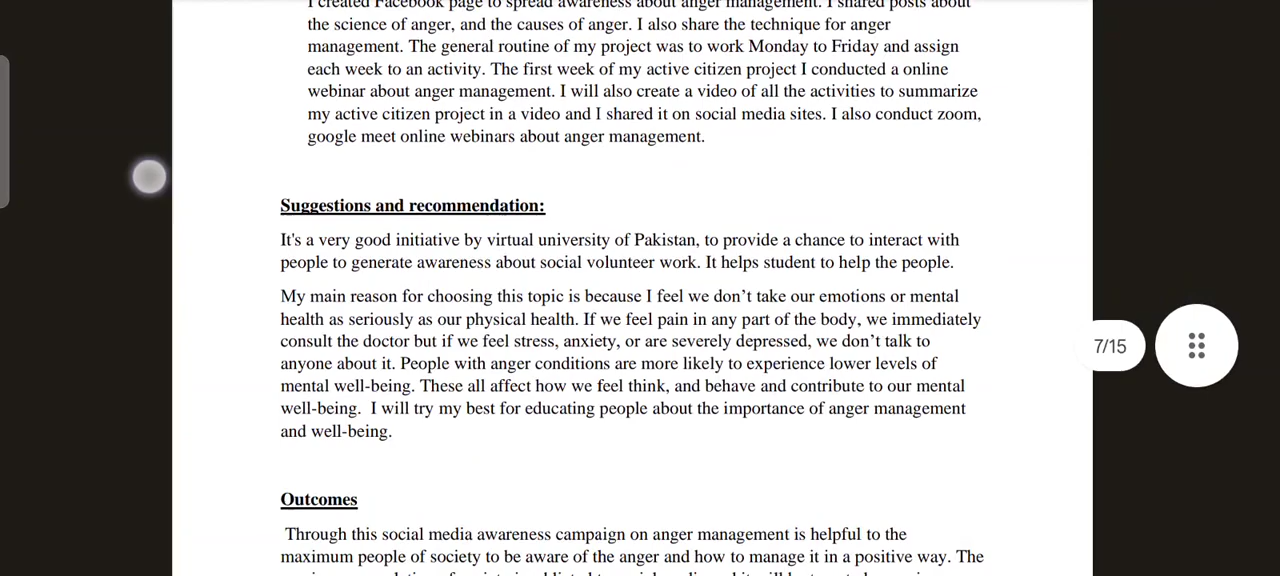 I created Facebook page to spread awareness about anger management. I shared posts about
the science of anger, and the causes of anger. I also share the technique for anger
management. The general routine of my project was to work Monday to Friday and assign
each week to an activity. The first week of my active citizen project I conducted a online
webinar about anger management. I will also create a video of all the activities to summarize
my active citizen project in a video and I shared it on social media sites. I also conduct zoom,
google meet online webinars about anger management.
Suggestions and recommendation:
It's a very good initiative by virtual university of Pakistan, to provide a chance to interact with
people to generate awareness about social volunteer work. It helps student to help the people.
My main reason for choosing this topic is because I feel we don’t take our emotions or mental
health as seriously as our physical health. If we feel pain in any part of the body, we immediately
consult the doctor but if we feel stress, anxiety, or are severely depressed, we don’t talk to
anyone about it. People with anger conditions are more likely to experience lower levels of
mental well-being. These all affect how we feel think, and behave and contribute to our mental
well-being.  I will try my best for educating people about the importance of anger management
and well-being.
7/15
Outcomes
Through this social media awareness campaign on anger management is helpful to the
maximum people of society to be aware of the anger and how to manage it in a positive way. The